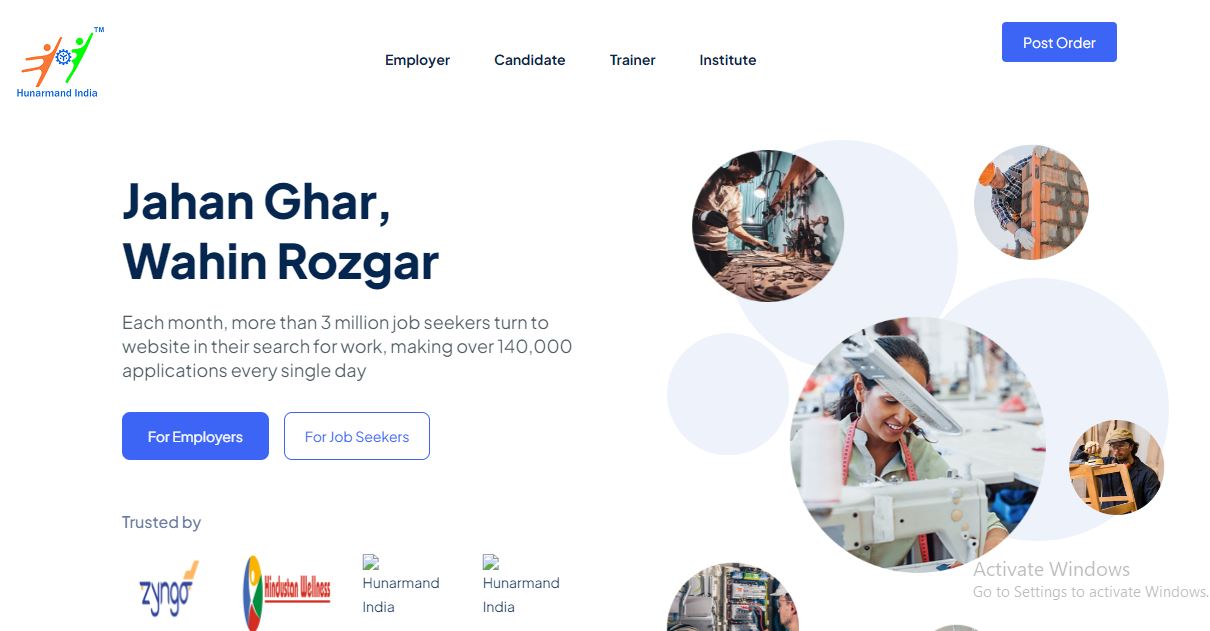 TM
Hunarmand India
Employer Candidate Trainer Institute
Post Order
Jahan Ghar,
Wahin Rozgar
Each month, more than 3 million job seekers turn to
website in their search for work, making over 140,000
applications every single day
For Employers
For Job Seekers
Trusted by
zyngo
Hindustan Wellness
Hunarmand
India
Hunarmand
India
Activate Windows
Go to Settings to activate Windows.